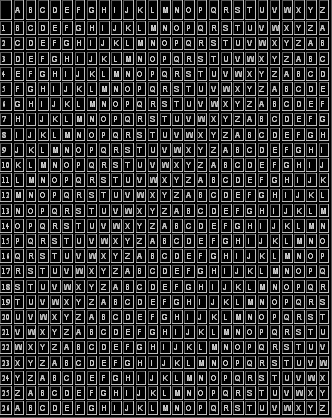 A B C D E F G H I J K L M N O P Q R S T U V W X Y Z
1 B C D E F G H I J K L M N O P Q R S T U V W X Y Z A
2 C D E F G H I J K L M N O P Q R S T U V W X Y Z A B
3 D E F G H I J K L M N O P Q R S T U V W X Y Z A B C
4 E F G H I J K L M N O P Q R S T U V W X Y Z A B C D
5 F G H I J K L M N O P Q R S T U V W X Y Z A B C D E
6 G H I J K L M N O P Q R S T U V W X Y Z A B C D E F
7 H I J K L M N O P Q R S T U V W X Y Z A B C D E F G
8 I J K L M N O P Q R S T U V W X Y Z A B C D E F G H
9 J K L M N O P Q R S T U V W X Y Z A B C D E F G H I
10 K L M N O P Q R S T U V W X Y Z A B C D E F G H I J
11 L M N O P Q R S T U V W X Y Z A B C D E F G H I J K
12 M N O P Q R S T U V W X Y Z A B C D E F G H I J K L
13 N O P Q R S T U V W X Y Z A B C D E F G H I J K L M
14 O P Q R S T U V W X Y Z A B C D E F G H I J K L M N
15 P Q R S T U V W X Y Z A B C D E F G H I J K L M N O
16 Q R S T U V W X Y Z A B C D E F G H I J K L M N O P
17 R S T U V W X Y Z A B C D E F G H I J K L M N O P Q
18 S T U V W X Y Z A B C D E F G H I J K L M N O P Q R
19 T U V W X Y Z A B C D E F G H I J K L M N O P Q R S
20 U V W X Y Z A B C D E F G H I J K L M N O P Q R S T
21 V W X Y Z A B C D E F G H I J K L M N O P Q R S T U
22 W X Y Z A B C D E F G H I J K L M N O P Q R S T U V
23 X Y Z A B C D E F G H I J K L M N O P Q R S T U V W
24 Y Z A B C D E F G H I J K L M N O P Q R S T U V W X
25 Z A B C D E F G H I J K L M N O P Q R S T U V W X Y
26 A B C D E F G H I J K L M N O P Q R S T U V W X Y Z